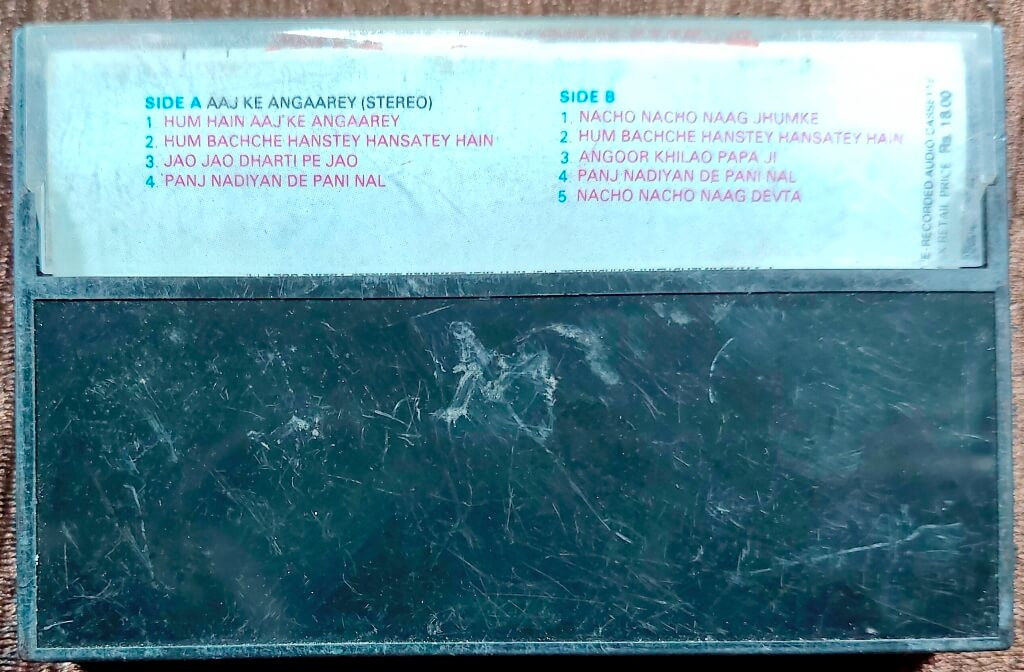 SIDE A AAJ KE ANGAAREY (STEREO)
1. HUM HAIN AAJ KE ANGAAREY
2. HUM BACHCHE HANSTEY HANSATEY HAIN
3. JAO JAO DHARTI PE JAO
4. PANJ NADIYAN DE PANI NAL
SIDE B
1. NACHO NACHO NAAG JHUMKE
2. HUM BACHCHE HANSTEY HANSATEY HAIN
3. ANGOOR KHILAO PAPA JI
4. PANJ NADIYAN DE PANI NAL
5. NACHO NACHO NAAG DEVTA
E-RECORDED AUDIO CASSETTE
RETAIL PRICE Rs. 18.00